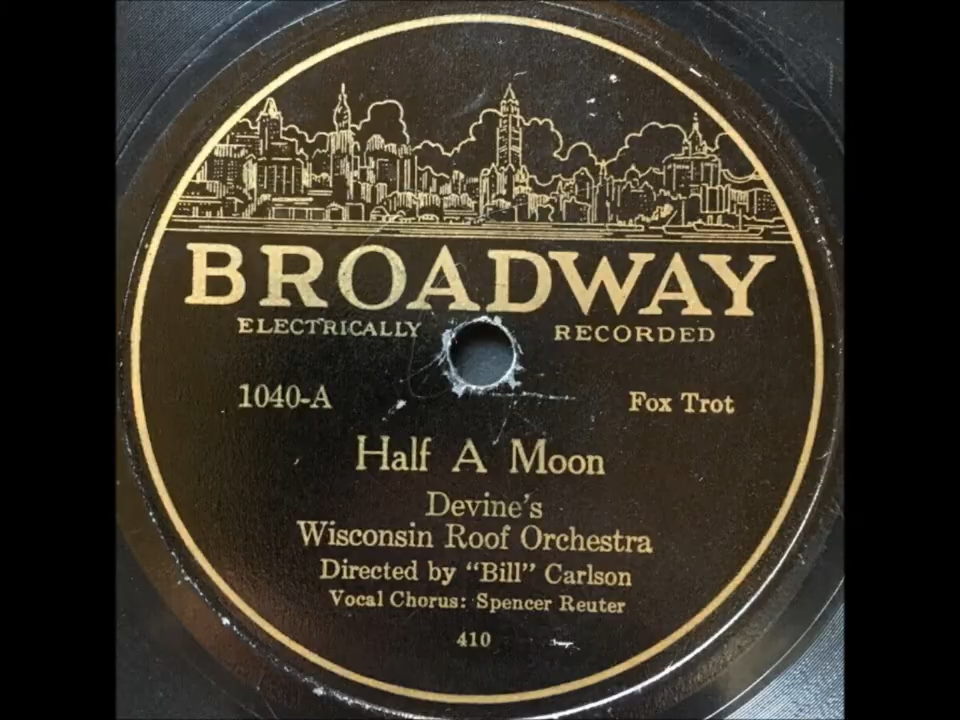 BROADWAY
ELECTRICALLY RECORDED
1040-A Fox Trot
Half A Moon
Devine's
Wisconsin Roof Orchestra
Directed by "Bill" Carlson
Vocal Chorus: Spencer Reuter
410